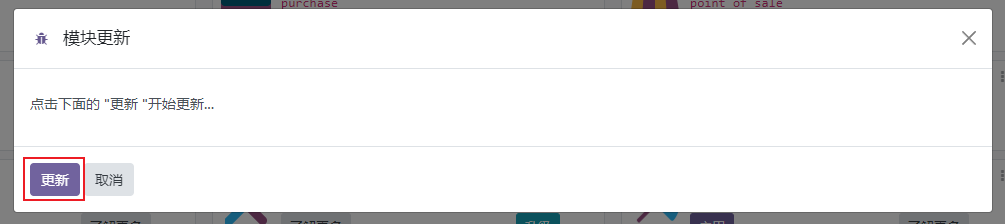 purchase
point of sale
模块更新
点击下面的 "更新 "开始更新...
更新
取消